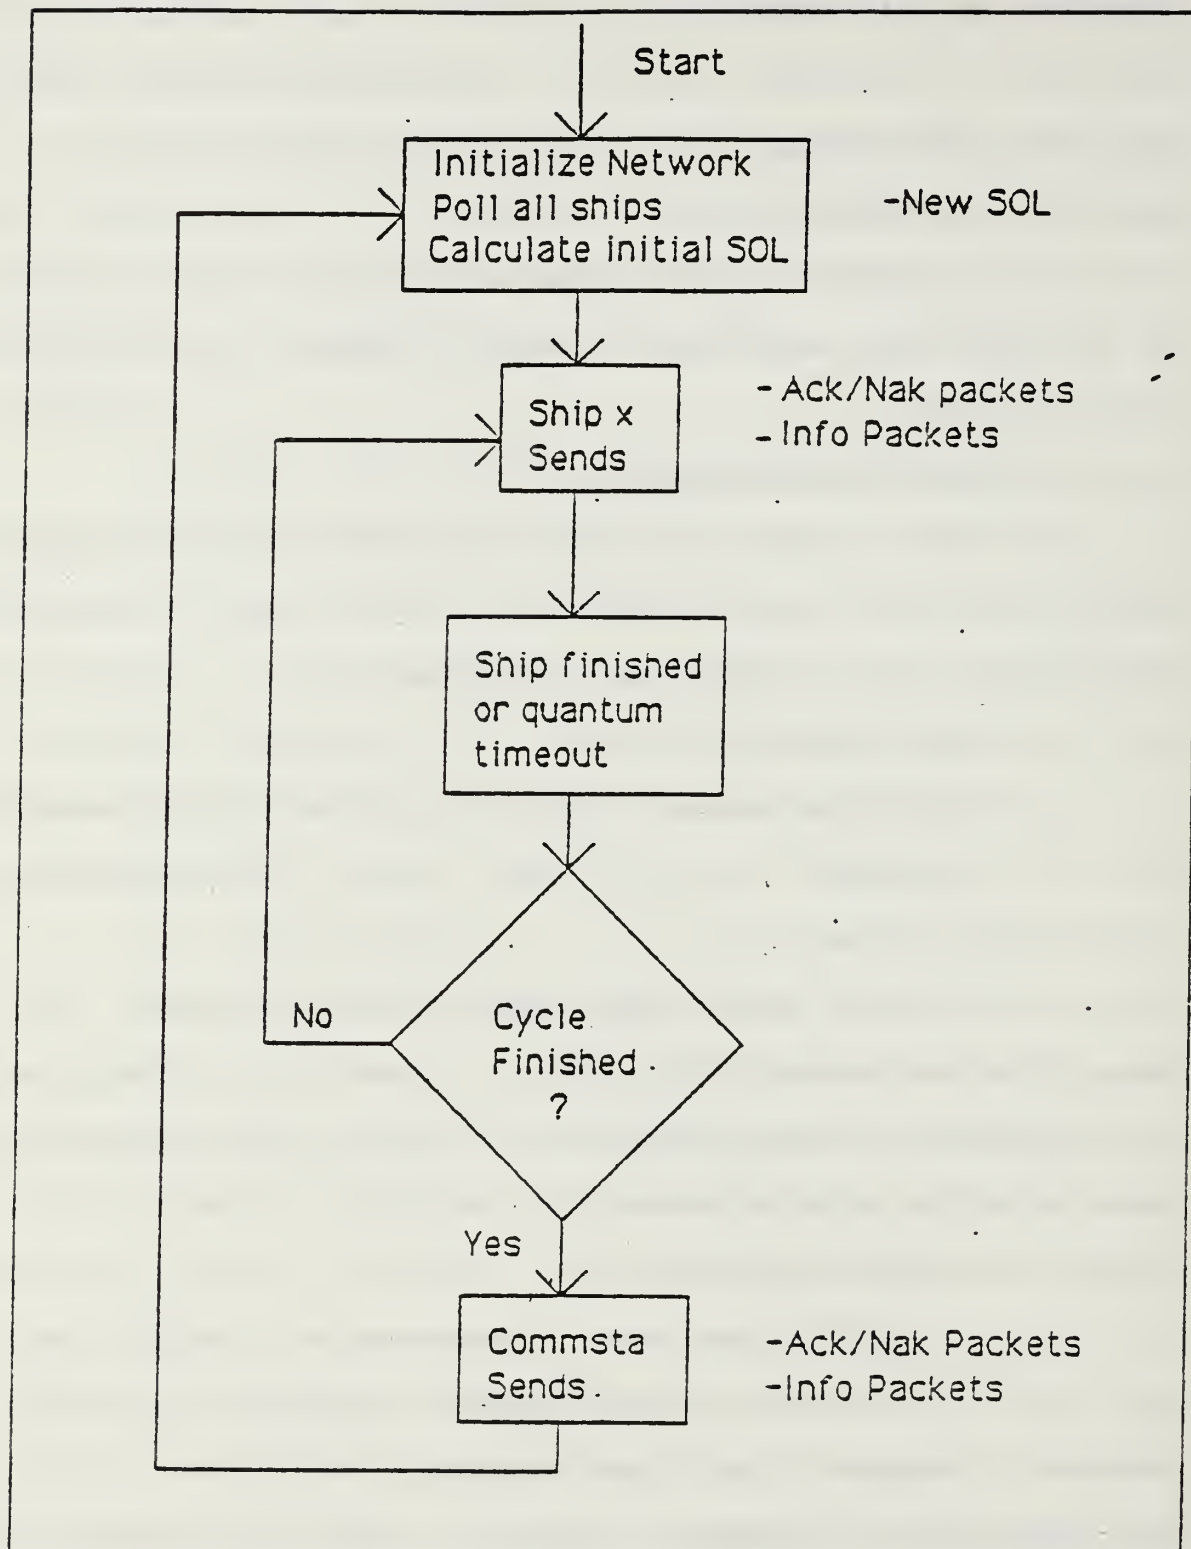 Start
Initialize Network
Poll all ships
Calculate initial SOL
-New SOL
Ship x
Sends
- Ack/Nak packets
- Info Packets
Ship finished
or quantum
timeout
No
Cycle
Finished
?
Yes
Commsta
Sends
-Ack/Nak Packets
-Info Packets